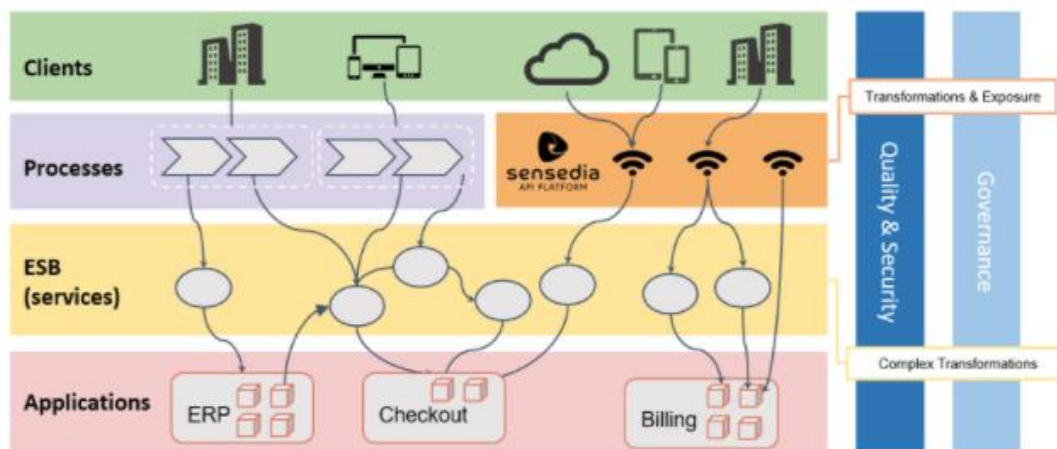 Clients
Transformations & Exposure
Processes
sensedia
API PLATFORM
Quality & Security
Governance
ESB
(services)
Complex Transformations
Applications
ERP
Checkout
Billing